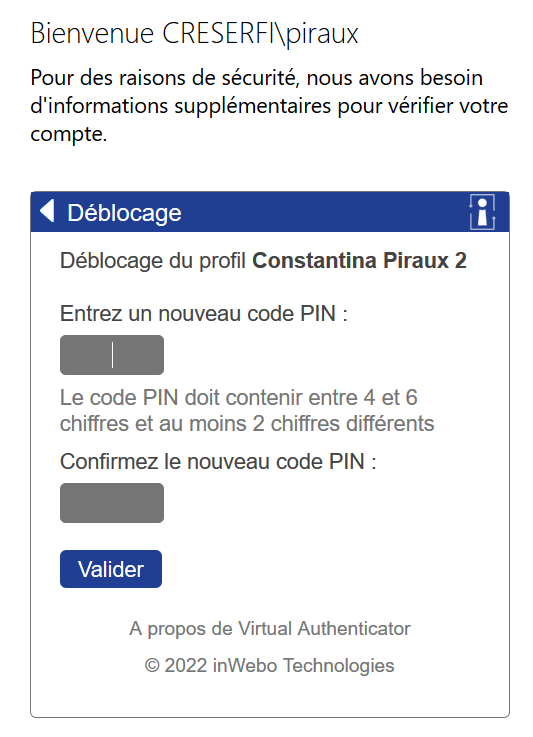 Bienvenue CRESERFI\piraux
Pour des raisons de sécurité, nous avons besoin
d'informations supplémentaires pour vérifier votre
compte.
Déblocage
Déblocage du profil Constantina Piraux 2
Entrez un nouveau code PIN :
Le code PIN doit contenir entre 4 et 6
chiffres et au moins 2 chiffres différents
Confirmez le nouveau code PIN :
Valider
A propos de Virtual Authenticator
© 2022 inWebo Technologies